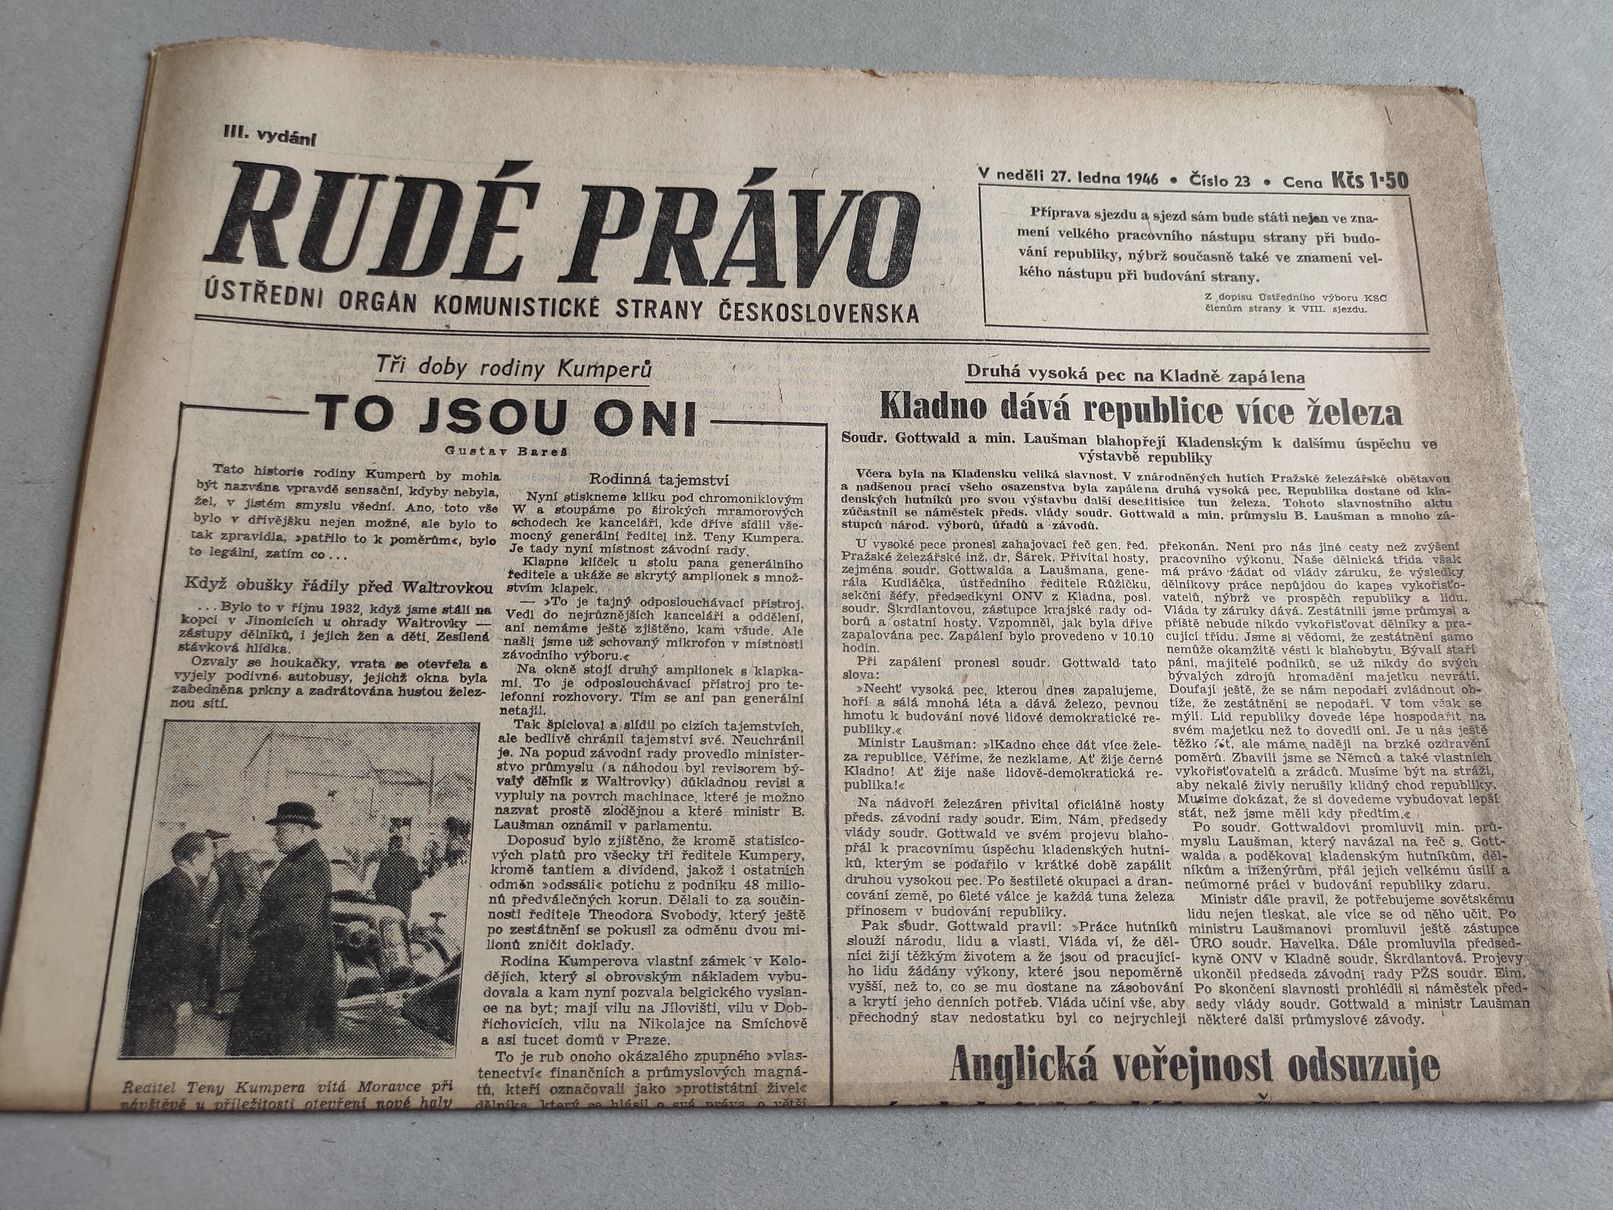 III. vydání
RUDÉ PRÁVO
ÚSTŘEDNI ORGÁN KOMUNISTICKÉ STRANY ČESKOSLOVENSKA
V neděli 27. ledna 1946 • Číslo 23 • Cena Kčs 1·50
Příprava sjezdu a sjezd sám bude státi nejen ve zna-
mení velkého pracovního nástupu strany při budo-
vání republiky, nýbrž současně také ve znamení vel-
kého nástupu při budování strany.
Z dopisu Ústředního výboru KSČ
členům strany k VIII. sjezdu.
Tři doby rodiny Kumperů
TO JSOU ONI
Gustav Bareš
Tato historie rodiny Kumperů by mohla
být nazvána vpravdě sensační, kdyby nebyla,
žel, v jistém smyslu všední. Ano, toto vše
bylo v dřívějšku nejen možné, ale bylo to
tak zpravidla, »patřilo to k poměrům«, bylo
to legální, zatím co ...
Když obušky řádily před Waltrovkou
... Bylo to v říjnu 1932, když jsme stáli na
kopci v Jinonicích u ohrady Waltrovky —
zástupy dělníků, i jejich žen a dětí. Zesílená
stávková hlídka.
Ozvaly se houkačky, vrata se otevřela a
vyjely podivné autobusy, jejichž okna byla
zabedněna prkny a zadrátována hustou želez-
nou sítí.
Ředitel Teny Kumpera vítá Moravce při
návštěvě u příležitosti otevření nové haly
Rodinná tajemství
Nyní stiskneme kliku pod chromoniklovým
W a stoupáme po širokých mramorových
schodech ke kanceláři, kde dříve sídlil vše-
mocný generální ředitel inž. Teny Kumpera.
Je tady nyní místnost závodní rady.
Klapne klíček u stolu pana generálního
ředitele a ukáže se skrytý amplionek s množ-
stvím klapek.
— »To je tajný odposlouchávací přístroj.
Vedl do nejrůznějších kanceláří a oddělení,
ani nemáme ještě zjištěno, kam všude. Ale
našli jsme už schovaný mikrofon v místnosti
závodního výboru.«
Na okně stojí druhý amplionek s klapka-
mi. To je odposlouchávací přístroj pro te-
lefonní rozhovory. Tím se ani pan generální
netajil.
Tak špicloval a slídil po cizích tajemstvích,
ale bedlivě chránil tajemství své. Neuchránil
je. Na popud závodní rady provedlo minister-
stvo průmyslu (a náhodou byl revisorem bý-
valý dělník z Waltrovky) důkladnou revisi a
vypluly na povrch machinace, které je možno
nazvat prostě zlodějnou a které ministr B.
Laušman oznámil v parlamentu.
Doposud bylo zjištěno, že kromě statisíco-
vých platů pro všecky tři ředitele Kumpery,
kromě tantiem a dividend, jakož i ostatních
odměn »odssáli« potichu z podniku 48 milio-
nů předválečných korun. Dělali to za součin-
nosti ředitele Theodora Svobody, který ještě
po zestátnění se pokusil za odměnu dvou mi-
lionů zničit doklady.
Rodina Kumperova vlastní zámek v Kolo-
dějích, který si obrovským nákladem vybu-
dovala a kam nyní pozvala belgického vyslan-
ce na byt; mají vilu na Jílovišti, vilu v Dob-
řichovicích, vilu na Nikolajce na Smíchově
a asi tucet domů v Praze.
To je rub onoho okázalého zpupného »vlas-
tenectví« finančních a průmyslových magná-
tů, kteří označovali jako »protistátní živel«
dělníka, který se hlásil o svá práva, o větší
Druhá vysoká pec na Kladně zapálena
Kladno dává republice více železa
Soudr. Gottwald a min. Laušman blahopřejí Kladenským k dalšímu úspěchu ve
výstavbě republiky
Včera byla na Kladensku veliká slavnost. V znárodněných hutích Pražské železářské obětavou
a nadšenou prací všeho osazenstva byla zapálena druhá vysoká pec. Republika dostane od kla-
denských hutníků pro svou výstavbu další desetitisíce tun železa. Tohoto slavnostního aktu
zúčastnil se náměstek předs. vlády soudr. Gottwald a min. průmyslu B. Laušman a mnoho zá-
stupců národ. výborů, úřadů a závodů.
U vysoké pece pronesl zahajovací řeč gen. řed.
Pražské železářské inž. dr. Šárek. Přivítal hosty,
zejména soudr. Gottwalda a Laušmana, gene-
rála Kudláčka, ústředního ředitele Růžičku,
sekční šéfy, předsedkyni ONV z Kladna, posl.
soudr. Škrdlantovou, zástupce krajské rady od-
borů a ostatní hosty. Vzpomněl, jak byla dříve
zapalována pec. Zapálení bylo provedeno v 10.10
hodin.
Při zapálení pronesl soudr. Gottwald tato
slova:
»Nechť vysoká pec, kterou dnes zapalujeme,
hoří a sálá mnohá léta a dává železo, pevnou
hmotu k budování nové lidové demokratické re-
publiky.«
Ministr Laušman: »lKadno chce dát více žele-
za republice. Věříme, že nezklame. Ať žije černé
Kladno! Ať žije naše lidově-demokratická re-
publika!«
Na nádvoří železáren přivítal oficiálně hosty
předs. závodní rady soudr. Eim. Nám. předsedy
vlády soudr. Gottwald ve svém projevu blaho-
přál k pracovnímu úspěchu kladenských hutní-
ků, kterým se podařilo v krátké době zapálit
druhou vysokou pec. Po šestileté okupaci a dran-
cování země, po 6leté válce je každá tuna železa
přínosem v budování republiky.
Pak soudr. Gottwald pravil: »Práce hutníků
slouží národu, lidu a vlasti. Vláda ví, že děl-
níci žijí těžkým životem a že jsou od pracující-
ho lidu žádány výkony, které jsou nepoměrně
vyšší, než to, co se mu dostane na zásobování
a krytí jeho denních potřeb. Vláda učiní vše, aby
přechodný stav nedostatku byl co nejrychleji
překonán. Není pro nás jiné cesty než zvýšení
pracovního výkonu. Naše dělnická třída však
má právo žádat od vlády záruku, že výsledky
dělníkovy práce nepůjdou do kapes vykořisťo-
vatelů, nýbrž ve prospěch republiky a lidu.
Vláda ty záruky dává. Zestátnili jsme průmysl a
příště nebude nikdo vykořisťovat dělníky a pra-
cující třídu. Jsme si vědomi, že zestátnění samo
nemůže okamžitě vésti k blahobytu. Bývalí staří
páni, majitelé podniků, se už nikdy do svých
bývalých zdrojů hromadění majetku nevrátí.
Doufají ještě, že se nám nepodaří zvládnout ob-
tíže, že zestátnění se nepodaří. V tom však se
mýlí. Lid republiky dovede lépe hospodařit na
svém majetku než to dovedli oni. Je u nás ještě
těžko žít, ale máme naději na brzké ozdravení
poměrů. Zbavili jsme se Němců a také vlastních
vykořisťovatelů a zrádců. Musíme být na stráži,
aby nekalé živly nerušily klidný chod republiky.
Musíme dokázat, že si dovedeme vybudovat lepší
stát, než jsme měli kdy předtím.«
Po soudr. Gottwaldovi promluvil min. prů-
myslu Laušman, který navázal na řeč s. Gott-
walda a poděkoval kladenským hutníkům, děl-
níkům a inženýrům, přál jejich velkému úsilí a
neúmorné práci v budování republiky zdaru.
Ministr dále pravil, že potřebujeme sovětskému
lidu nejen tleskat, ale více se od něho učit. Po
ministru Laušmanovi promluvil ještě zástupce
ÚRO soudr. Havelka. Dále promluvila předsed-
kyně ONV v Kladně soudr. Škrdlantová. Projevy
ukončil předseda závodní rady PŽS soudr. Eim.
Po skončení slavnosti prohlédli si náměstek před-
sedy vlády soudr. Gottwald a ministr Laušman
některé další průmyslové závody.
Anglická veřejnost odsuzuje